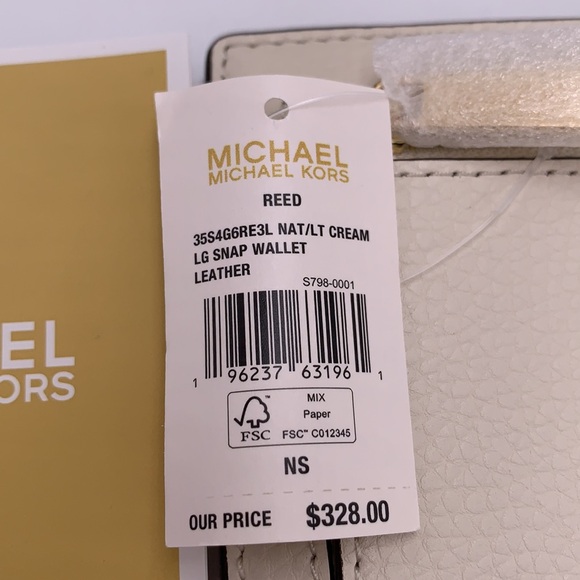 MICHAEL
MICHAEL KORS
REED
35S4G6RE3L NAT/LT CREAM
LG SNAP WALLET
LEATHER
S798-0001
1 96237 63196 1
MIX
Paper
FSC
FSC™ C012345
NS
OUR PRICE $328.00
EL
ORS